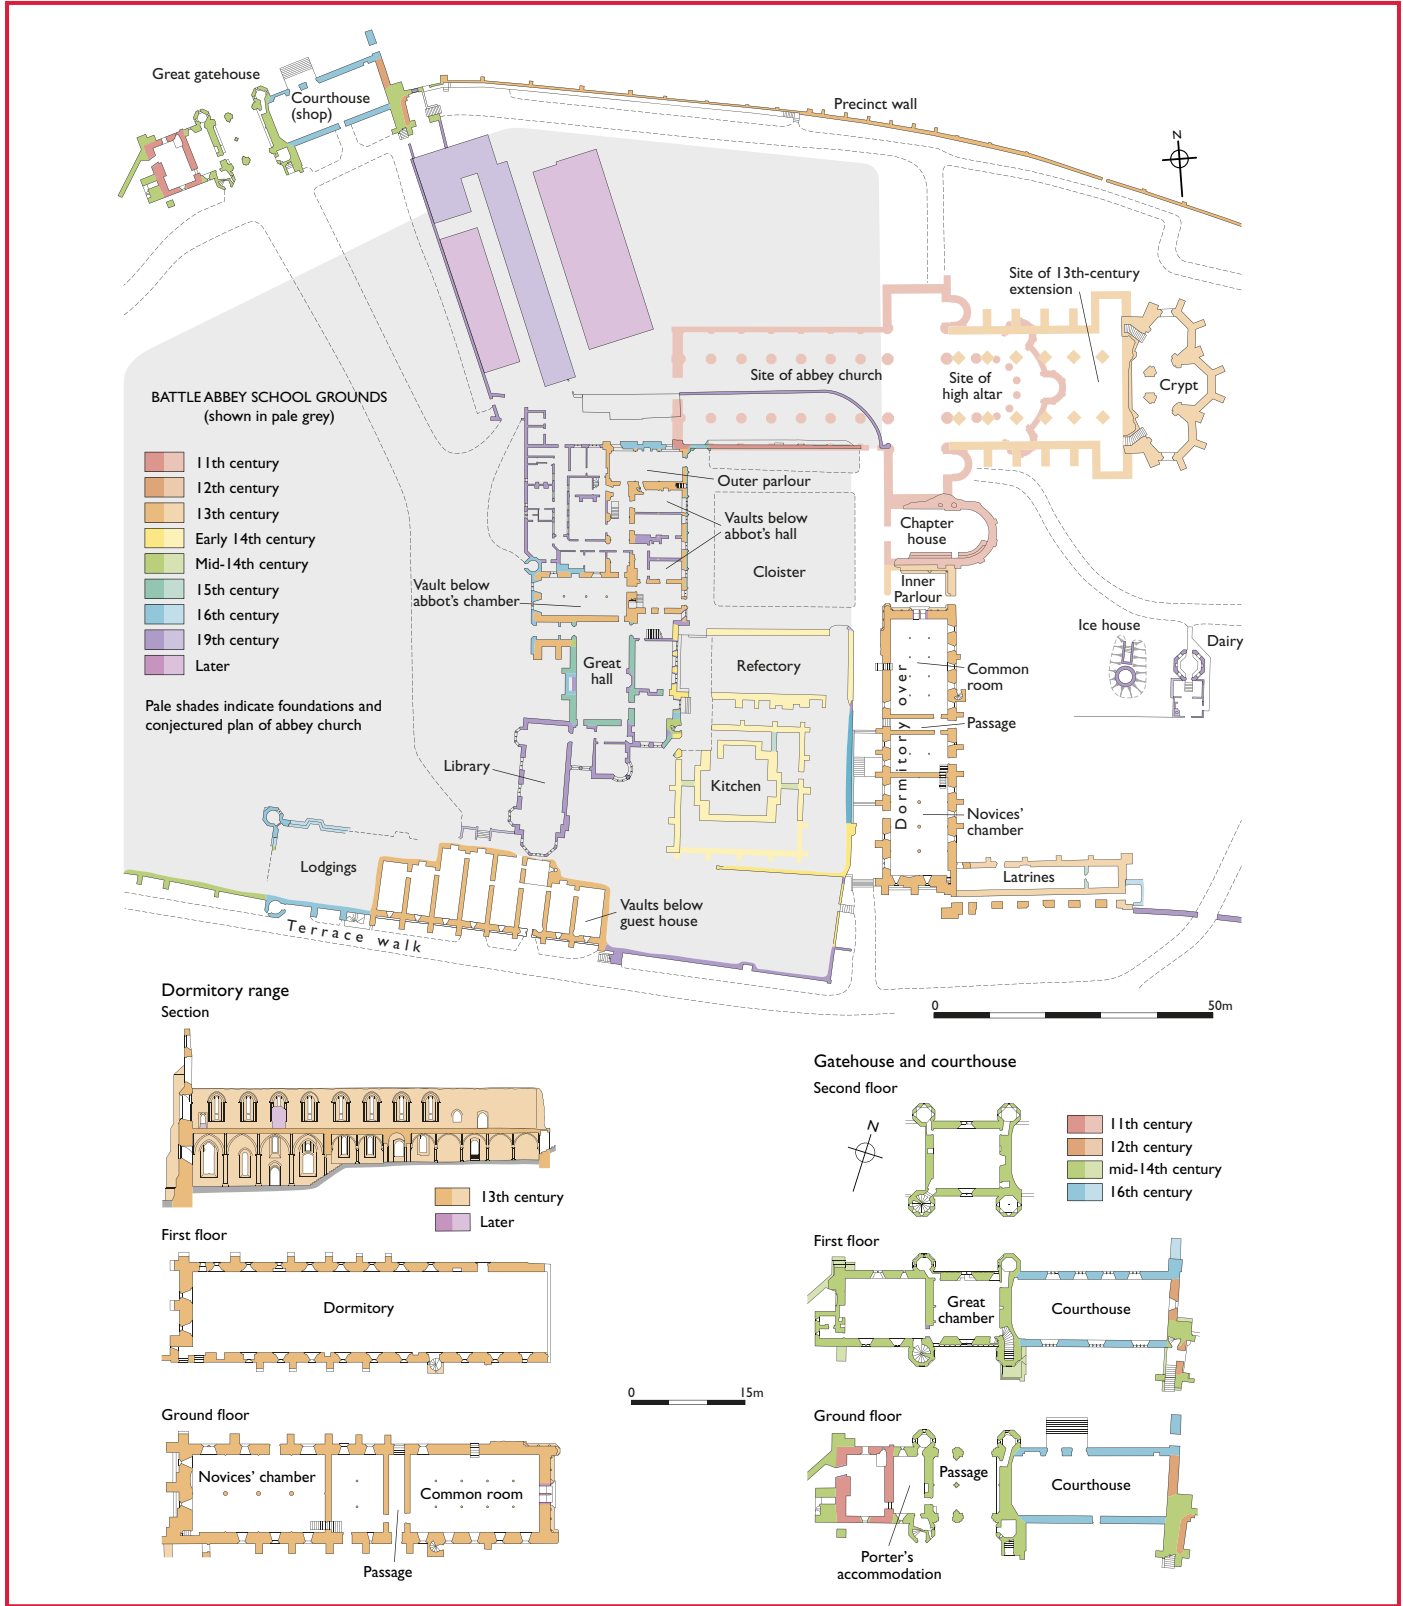 Great gatehouse
Courthouse
(shop)
Precinct wall
N
Site of 13th-century
extension
Site of abbey church
Site of
high altar
Crypt
BATTLE ABBEY SCHOOL GROUNDS
(shown in pale grey)
11th century
12th century
13th century
Early 14th century
Mid-14th century
15th century
16th century
19th century
Later
Pale shades indicate foundations and
conjectured plan of abbey church
Outer parlour
Vaults below
abbot's hall
Chapter
house
Cloister
Inner
Parlour
Vault below
abbot's chamber
Ice house
Dairy
Great
hall
Refectory
Common
room
Dormitory over
Passage
Library
Kitchen
Novices'
chamber
Lodgings
Latrines
Vaults below
guest house
Terrace walk
0 50m
Dormitory range
Section
13th century
Later
First floor
Dormitory
0 15m
Ground floor
Novices' chamber
Common room
Passage
Gatehouse and courthouse
Second floor
N
11th century
12th century
mid-14th century
16th century
First floor
Great
chamber
Courthouse
Ground floor
Passage
Courthouse
Porter's
accommodation